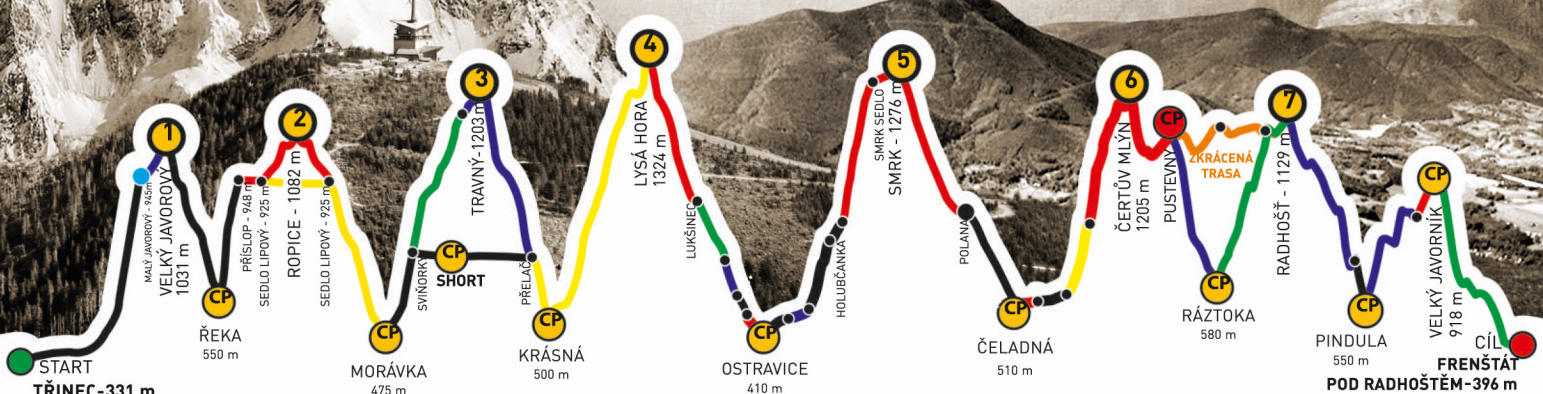 START
TŘINEC-331 m
MALÝ JAVOROVÝ - 945m
1
VELKÝ JAVOROVÝ
1031 m
CP
ŘEKA
550 m
PŘÍSLOP - 948 m
SEDLO LIPOVÝ - 925 m
2
ROPICE - 1082 m
SEDLO LIPOVÝ - 925 m
CP
MORÁVKA
475 m
SVIŇORKY
CP
SHORT
3
TRAVNÝ-1203 m
PŘELAČ
CP
KRÁSNÁ
500 m
4
LYSÁ HORA
1324 m
LUKŠINEC
CP
OSTRAVICE
410 m
HOLUBČANKA
SMRK SEDLO
5
SMRK - 1276 m
POLANA
CP
ČELADNÁ
510 m
6
ČERTŮV MLÝN
1205 m
CP
PUSTEVNY
ZKRÁCENÁ
TRASA
CP
RÁZTOKA
580 m
7
RADHOŠŤ - 1129 m
CP
PINDULA
550 m
CP
VELKÝ JAVORNÍK
918 m
CÍL
FRENŠTÁT
POD RADHOŠTĚM-396 m